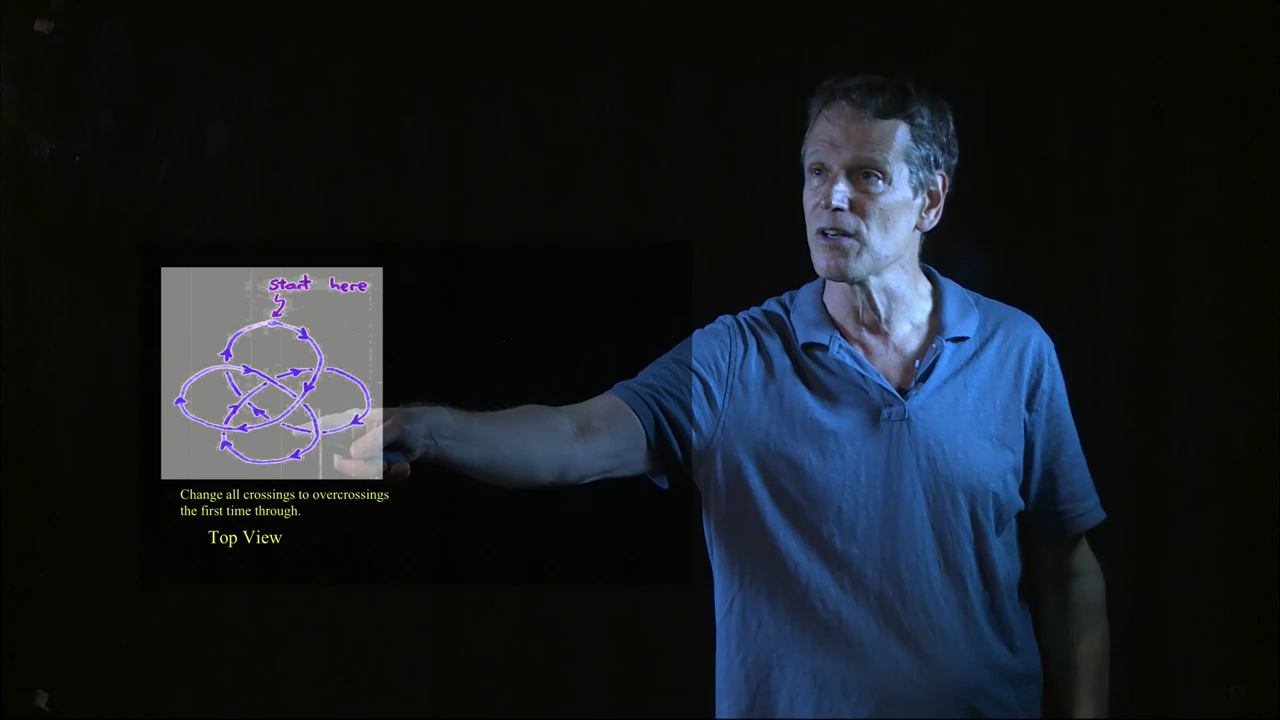 start here
Change all crossings to overcrossings
the first time through.
Top View